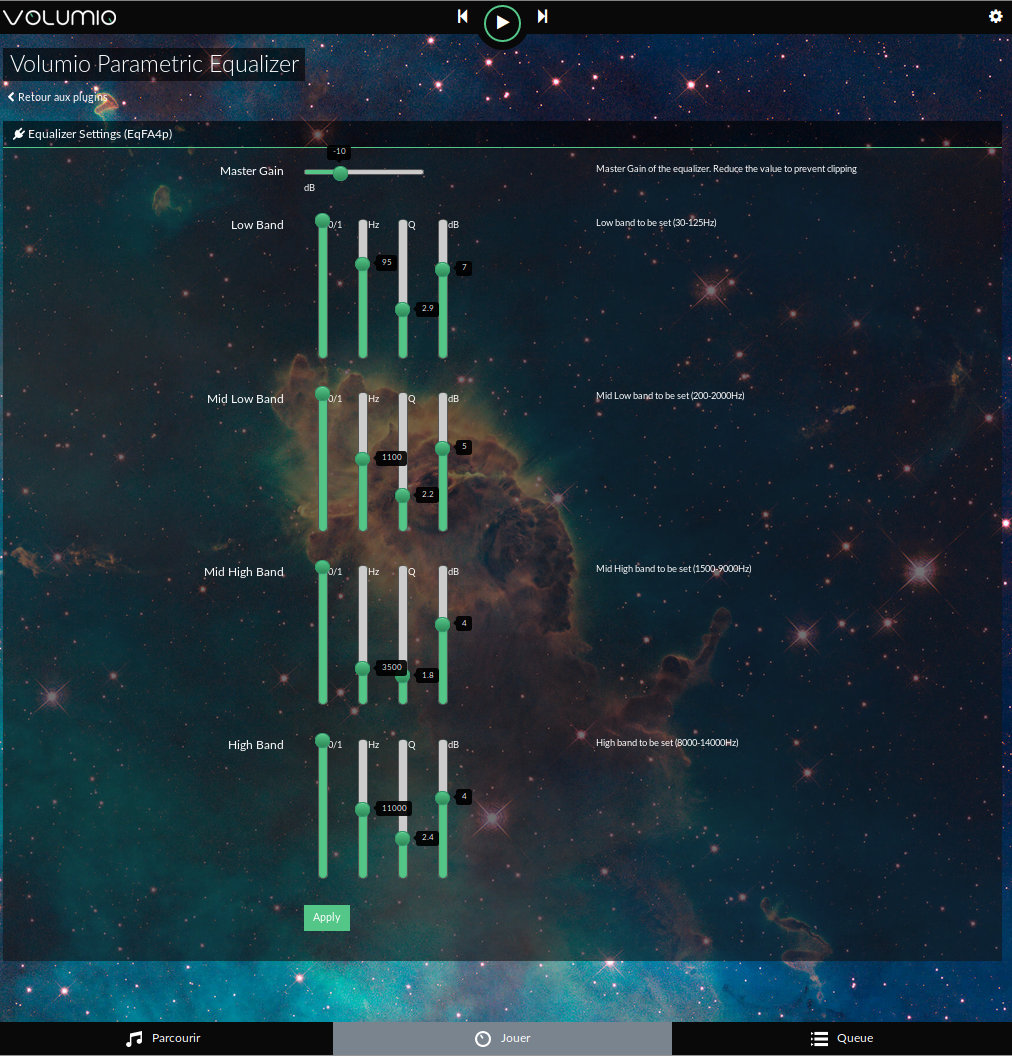 VOLUMIO
Volumio Parametric Equalizer
Retour aux plugins
Equalizer Settings (EqFA4p)
-10
Master Gain
Master Gain of the equalizer. Reduce the value to prevent clipping
dB
Low Band
0/1 Hz Q dB
Low band to be set (30-125Hz)
95
7
2.9
Mid Low Band
0/1 Hz Q dB
Mid Low band to be set (200-2000Hz)
5
1100
2.2
Mid High Band
0/1 Hz Q dB
Mid High band to be set (1500-9000Hz)
4
3500
1.8
High Band
0/1 Hz Q dB
High band to be set (8000-14000Hz)
4
11000
2.4
Apply
Parcourir
Jouer
Queue